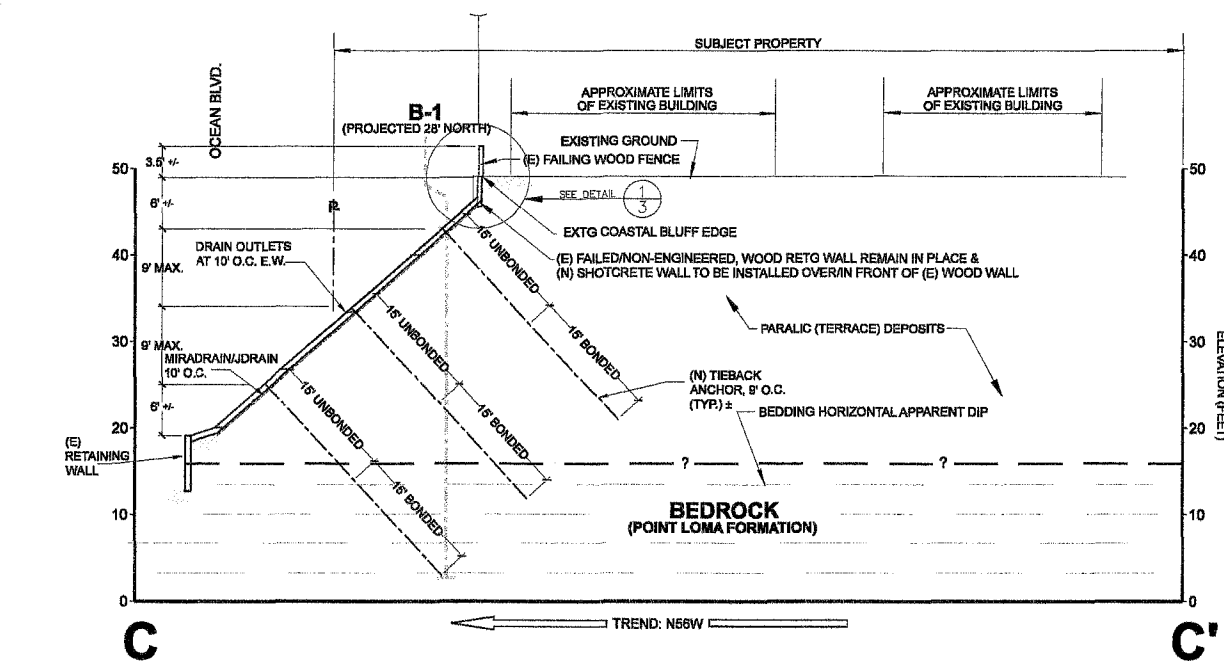 SUBJECT PROPERTY
OCEAN BLVD.
APPROXIMATE LIMITS
OF EXISTING BUILDING
APPROXIMATE LIMITS
OF EXISTING BUILDING
B-1
(PROJECTED 28' NORTH)
EXISTING GROUND
(E) FAILING WOOD FENCE
3.5' +/-
50
50
SEE DETAIL
1
3
6' +/-
EXTG COASTAL BLUFF EDGE
DRAIN OUTLETS
AT 10' O.C. E.W.
40
40
(E) FAILED/NON-ENGINEERED, WOOD RETG WALL REMAIN IN PLACE &
(N) SHOTCRETE WALL TO BE INSTALLED OVER/IN FRONT OF (E) WOOD WALL
9' MAX.
15' UNBONDED
15' BONDED
PARALIC (TERRACE) DEPOSITS
30
30
ELEVATION (FEET)
9' MAX.
MIRADRAIN/JDRAIN
10' O.C.
15' UNBONDED
15' BONDED
(N) TIEBACK
ANCHOR, 9' O.C.
(TYP.) ±
BEDDING HORIZONTAL APPARENT DIP
6' +/-
20
20
(E)
RETAINING
WALL
15' UNBONDED
15' BONDED
?
?
BEDROCK
(POINT LOMA FORMATION)
10
10
0
0
C
TREND: N56W
C'